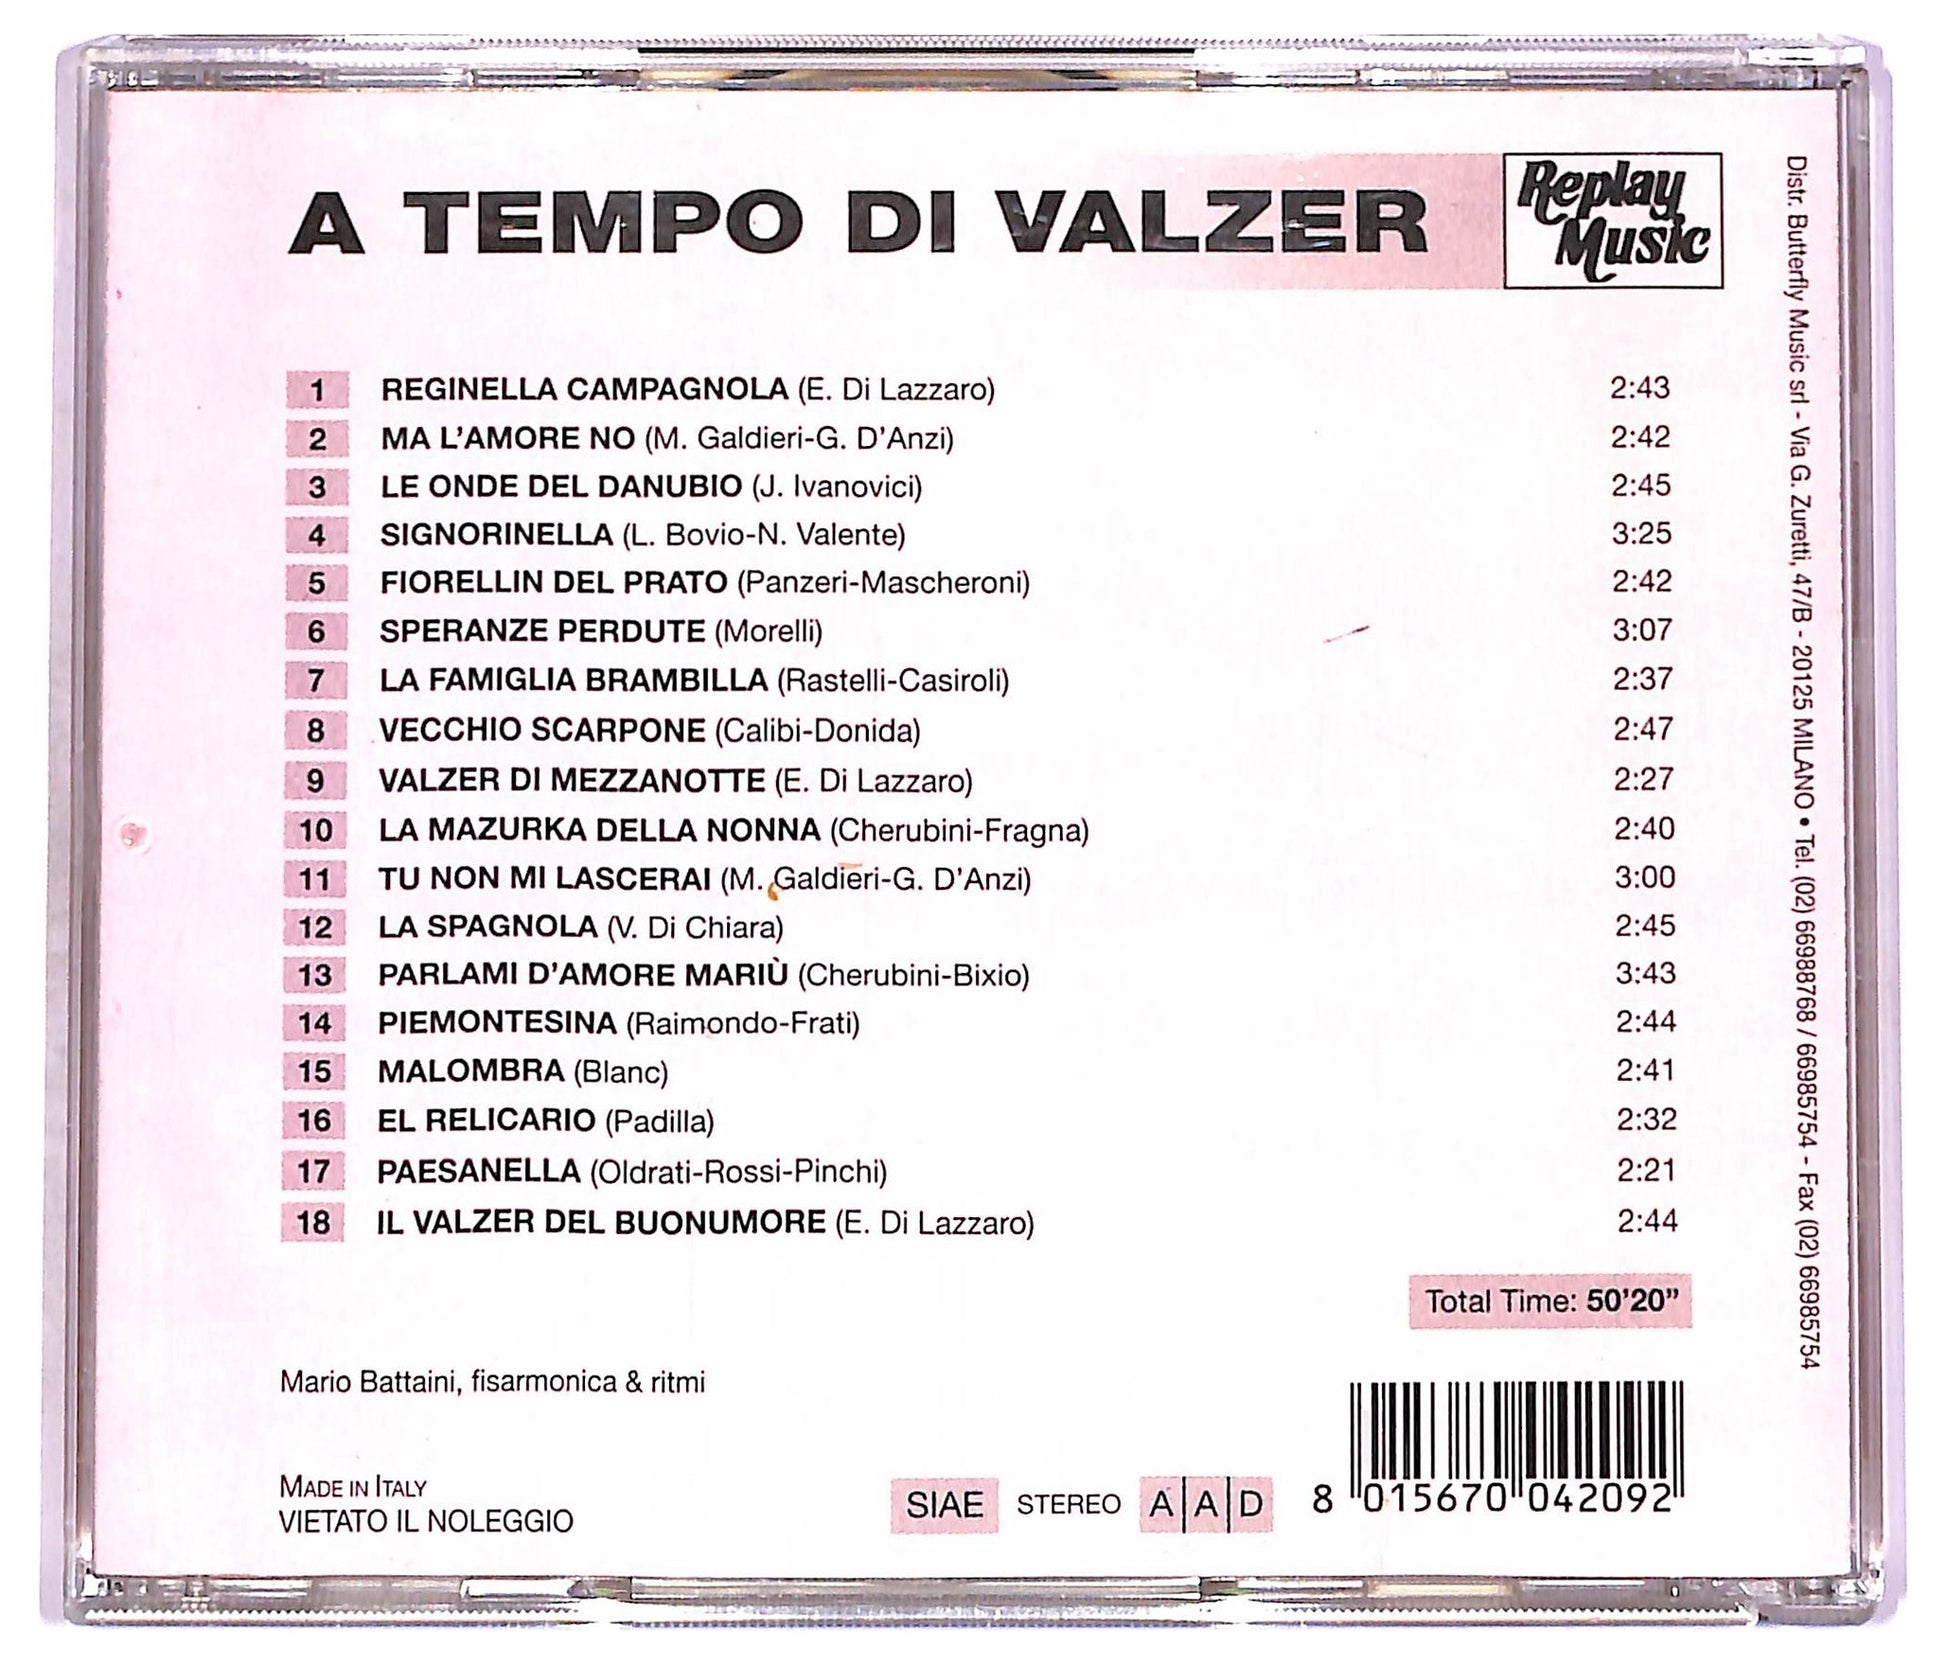 A TEMPO DI VALZER
Replay
Music
1 REGINELLA CAMPAGNOLA (E. Di Lazzaro) 2:43
2 MA L'AMORE NO (M. Galdieri-G. D'Anzi) 2:42
3 LE ONDE DEL DANUBIO (J. Ivanovici) 2:45
4 SIGNORINELLA (L. Bovio-N. Valente) 3:25
5 FIORELLIN DEL PRATO (Panzeri-Mascheroni) 2:42
6 SPERANZE PERDUTE (Morelli) 3:07
7 LA FAMIGLIA BRAMBILLA (Rastelli-Casiroli) 2:37
8 VECCHIO SCARPONE (Calibi-Donida) 2:47
9 VALZER DI MEZZANOTTE (E. Di Lazzaro) 2:27
10 LA MAZURKA DELLA NONNA (Cherubini-Fragna) 2:40
11 TU NON MI LASCERAI (M. Galdieri-G. D'Anzi) 3:00
12 LA SPAGNOLA (V. Di Chiara) 2:45
13 PARLAMI D'AMORE MARIÙ (Cherubini-Bixio) 3:43
14 PIEMONTESINA (Raimondo-Frati) 2:44
15 MALOMBRA (Blanc) 2:41
16 EL RELICARIO (Padilla) 2:32
17 PAESANELLA (Oldrati-Rossi-Pinchi) 2:21
18 IL VALZER DEL BUONUMORE (E. Di Lazzaro) 2:44
Total Time: 50'20"
Mario Battaini, fisarmonica & ritmi
MADE IN ITALY
VIETATO IL NOLEGGIO
SIAE STEREO A A D
8 015670 042092
Distr. Butterfly Music srl - Via G. Zuretti, 47/B - 20125 MILANO • Tel. (02) 66988768 / 66985754 - Fax (02) 66985754